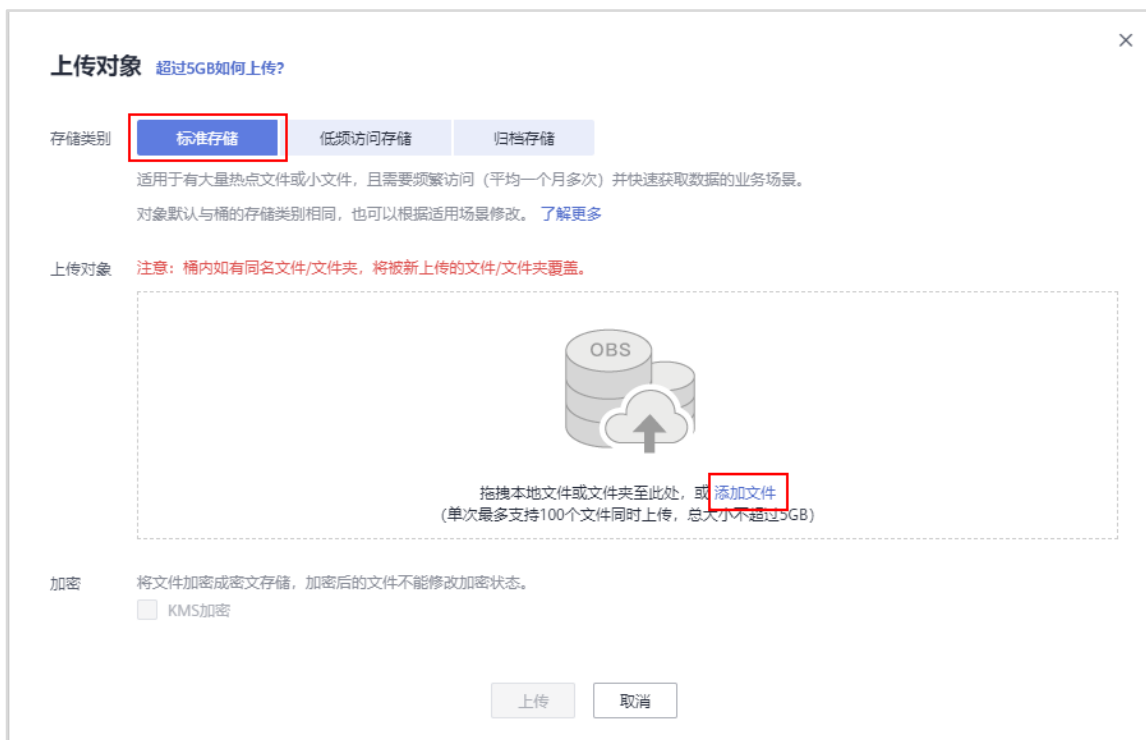 上传对象 超过5GB如何上传?
存储类别 标准存储 低频访问存储 归档存储
适用于有大量热点文件或小文件，且需要频繁访问（平均一个月多次）并快速获取数据的业务场景。
对象默认与桶的存储类别相同，也可以根据适用场景修改。 了解更多
上传对象 注意：桶内如有同名文件/文件夹，将被新上传的文件/文件夹覆盖。
OBS
拖拽本地文件或文件夹至此处，或 添加文件
(单次最多支持100个文件同时上传，总大小不超过5GB)
加密 将文件加密成密文存储，加密后的文件不能修改加密状态。
KMS加密
上传 取消